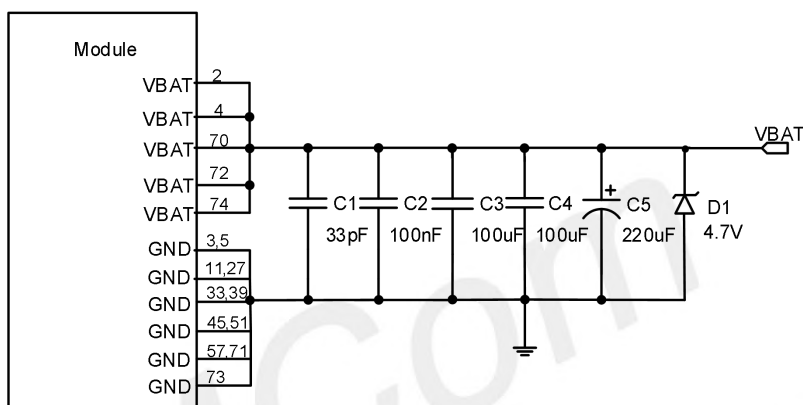 Module
VBAT 2
VBAT 4
VBAT 70
VBAT 72
VBAT 74
GND 3,5
GND 11,27
GND 33,39
GND 45,51
GND 57,71
GND 73
VBAT
C1 C2 C3 C4 + C5 D1
33pF 100nF 100uF 100uF 220uF 4.7V
Com